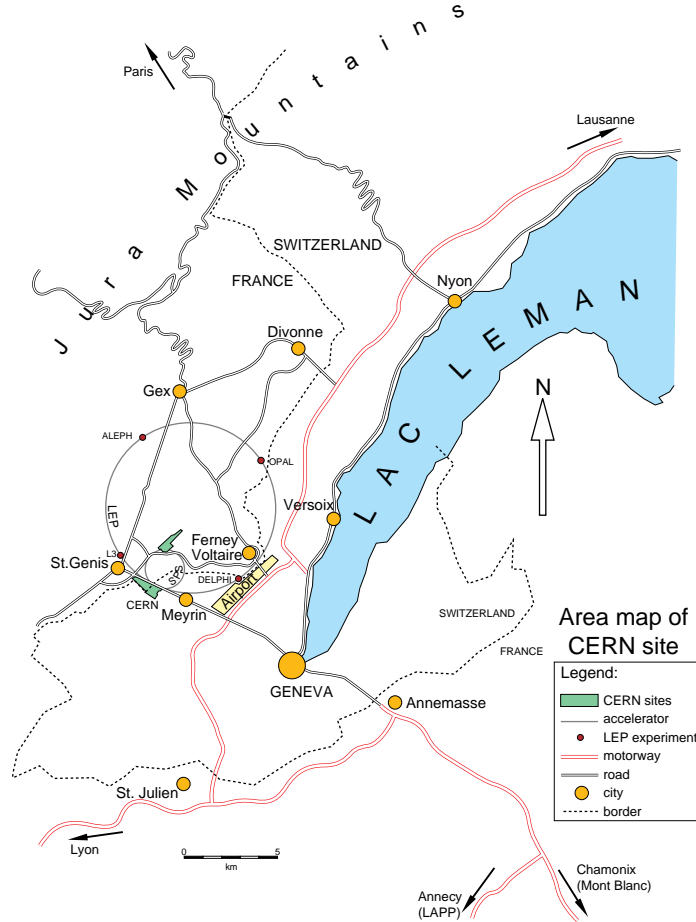 Paris
Jura Mountains
Lausanne
SWITZERLAND
FRANCE
Nyon
LAC LEMAN
Divonne
Gex
N
ALEPH
OPAL
LEP
Versoix
Ferney
Voltaire
L3
St.Genis
SPS
DELPHI
Airport
CERN
Meyrin
SWITZERLAND
FRANCE
GENEVA
Annemasse
St. Julien
Lyon
0 5
km
Annecy
(LAPP)
Chamonix
(Mont Blanc)
Area map of
CERN site
Legend:
CERN sites
accelerator
LEP experiment
motorway
road
city
border